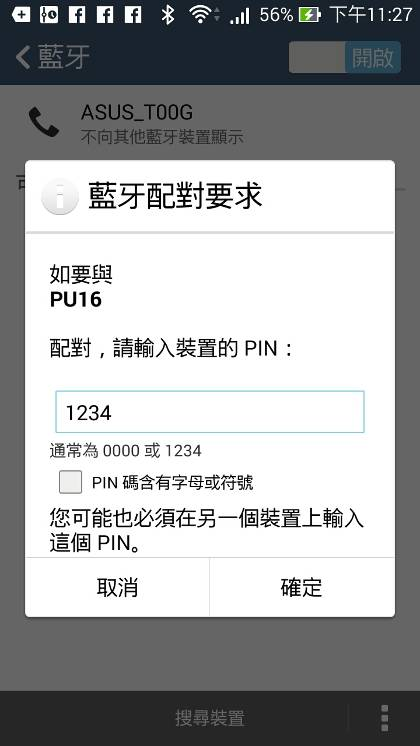 56% 下午11:27
藍牙
開啟
ASUS_T00G
不向其他藍牙裝置顯示
藍牙配對要求
如要與
PU16
配對，請輸入裝置的 PIN：
1234
通常為 0000 或 1234
PIN 碼含有字母或符號
您可能也必須在另一個裝置上輸入
這個 PIN。
取消
確定
搜尋裝置